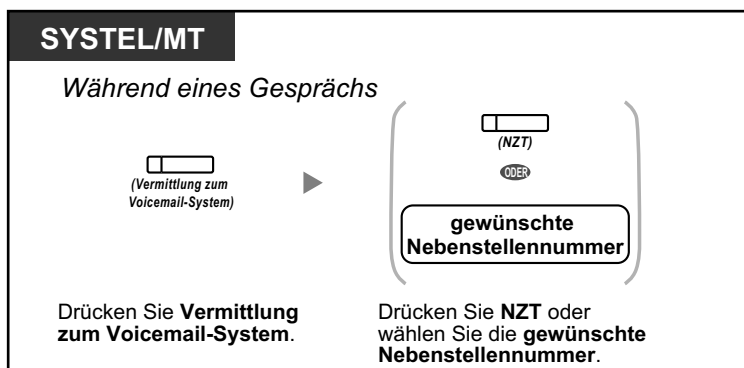 SYSTEL/MT
Während eines Gesprächs
(Vermittlung zum
Voicemail-System)
(NZT)
ODER
gewünschte
Nebenstellennummer
Drücken Sie Vermittlung
zum Voicemail-System.
Drücken Sie NZT oder
wählen Sie die gewünschte
Nebenstellennummer.